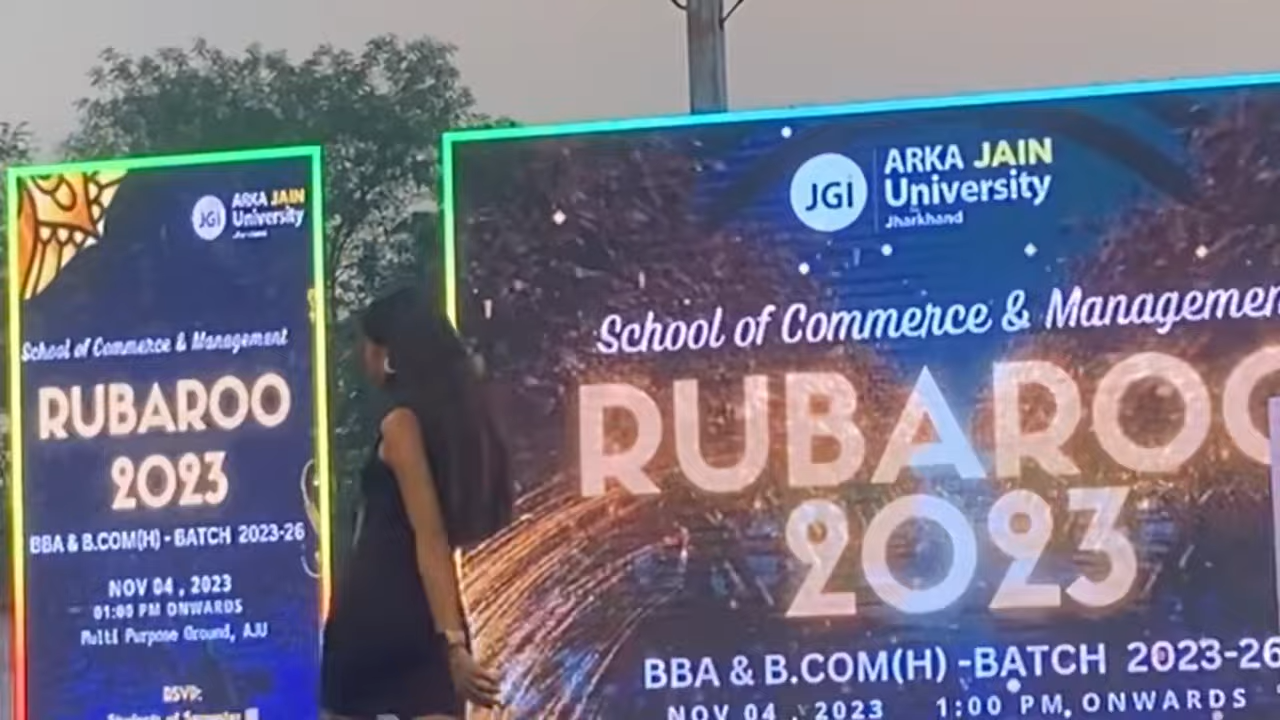 JGI
ARKA JAIN
University
School of Commerce & Management
RUBAROO
2023
BBA & B.COM(H) - BATCH 2023-26
NOV 04 , 2023
01:00 PM ONWARDS
Multi Purpose Ground, AJU
RSVP:
Students of
JGI
ARKA JAIN
University
Jharkhand
School of Commerce & Managemen
RUBAROO
2023
BBA & B.COM(H) -BATCH 2023-26
NOV 04 , 2023 1:00 PM, ONWARDS